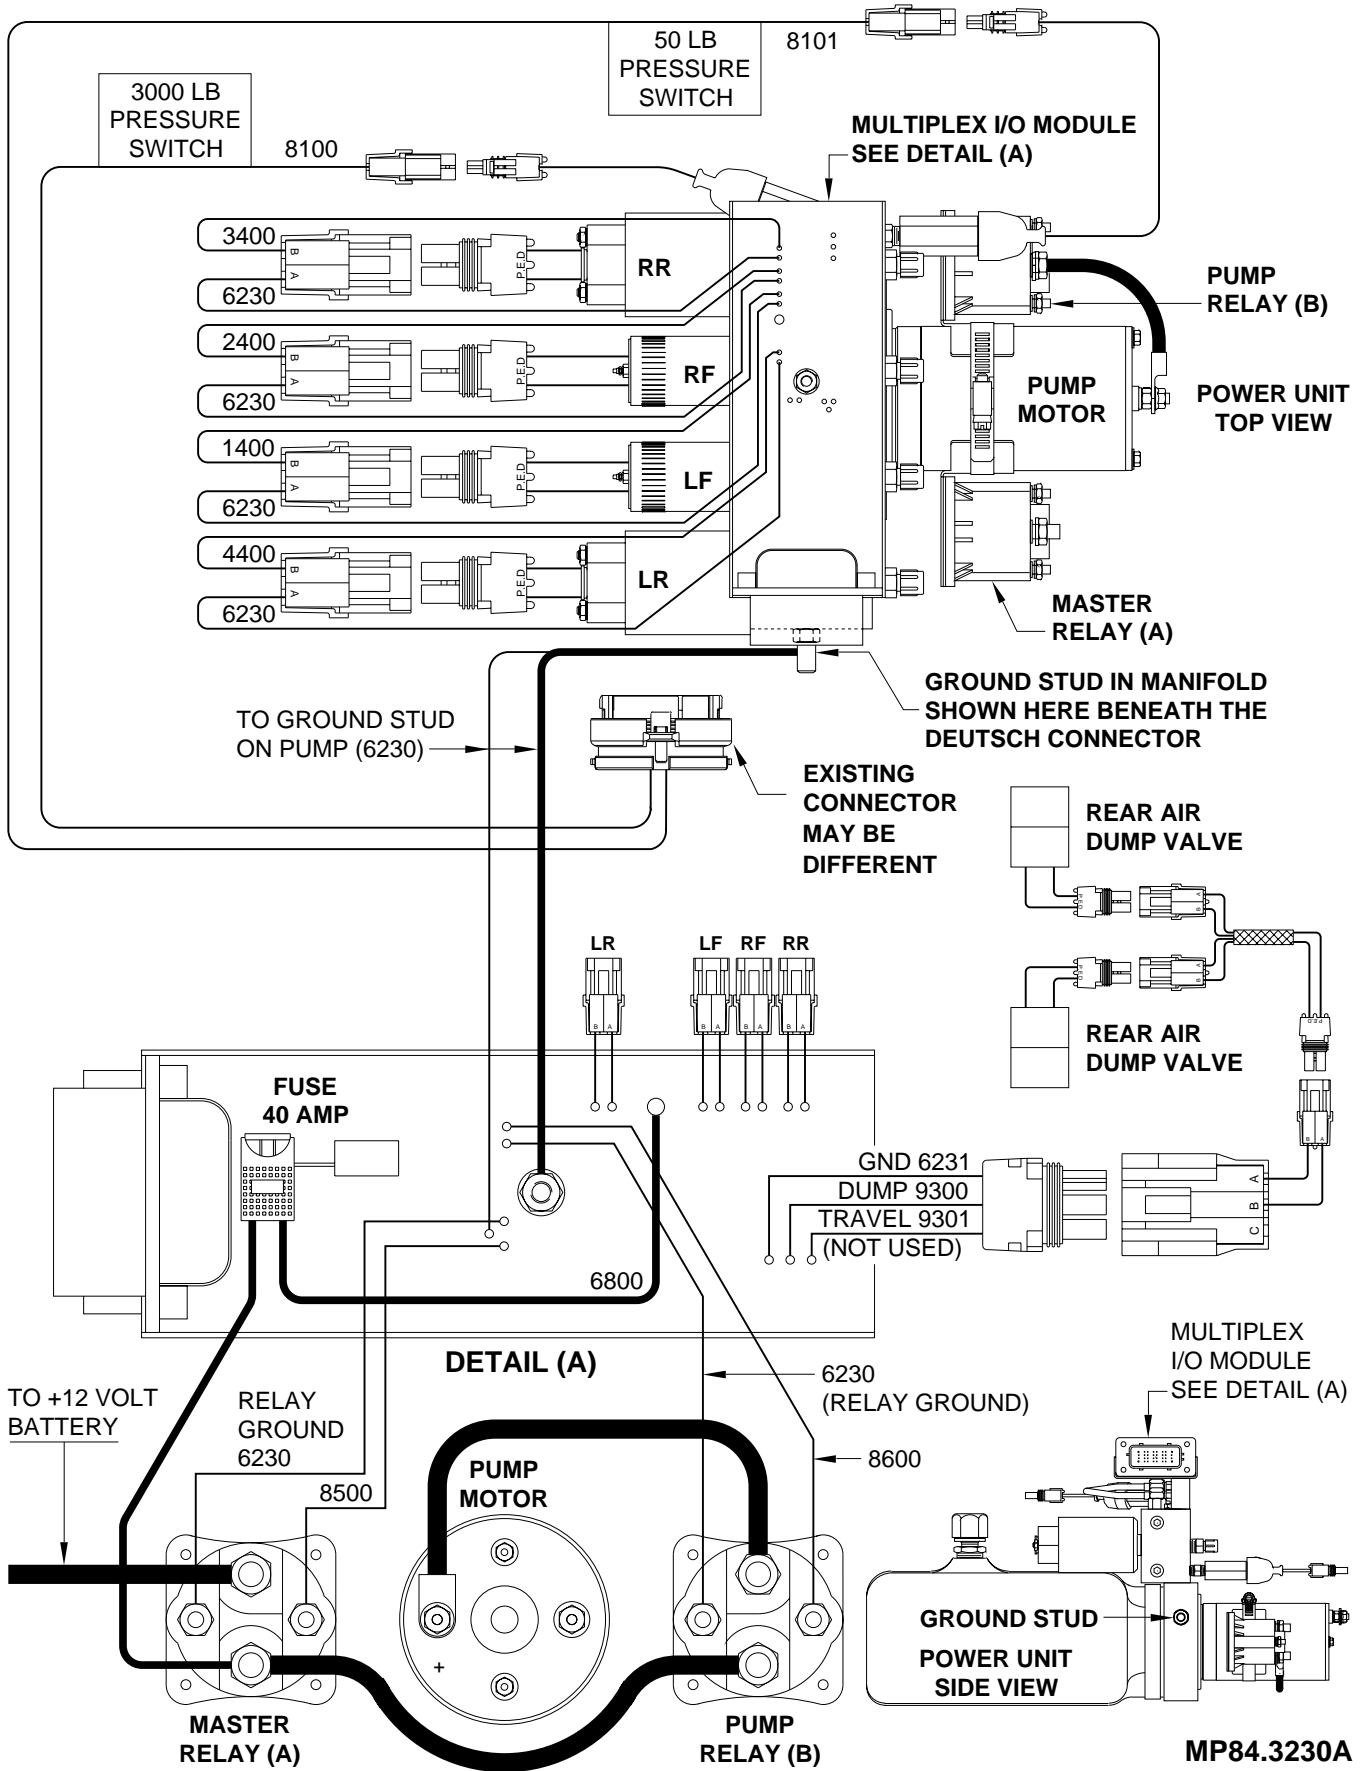 50 LB
PRESSURE
SWITCH
8101
3000 LB
PRESSURE
SWITCH
8100
MULTIPLEX I/O MODULE
SEE DETAIL (A)
3400
B
A
6230
P.E.D.
RR
2400
B
A
6230
P.E.D.
RF
1400
B
A
6230
P.E.D.
LF
4400
B
A
6230
P.E.D.
LR
PUMP
RELAY (B)
PUMP
MOTOR
POWER UNIT
TOP VIEW
MASTER
RELAY (A)
GROUND STUD IN MANIFOLD
SHOWN HERE BENEATH THE
DEUTSCH CONNECTOR
TO GROUND STUD
ON PUMP (6230)
EXISTING
CONNECTOR
MAY BE
DIFFERENT
REAR AIR
DUMP VALVE
P.E.D.
A
B
P.E.D.
A
B
REAR AIR
DUMP VALVE
P.E.D.
B A
LR
LF
RF
RR
B A
B A
B A
B A
FUSE
40 AMP
GND 6231
DUMP 9300
TRAVEL 9301
(NOT USED)
A
B
C
6800
DETAIL (A)
6230
(RELAY GROUND)
MULTIPLEX
I/O MODULE
SEE DETAIL (A)
TO +12 VOLT
BATTERY
RELAY
GROUND
6230
8500
8600
PUMP
MOTOR
+
GROUND STUD
POWER UNIT
SIDE VIEW
MASTER
RELAY (A)
PUMP
RELAY (B)
MP84.3230A